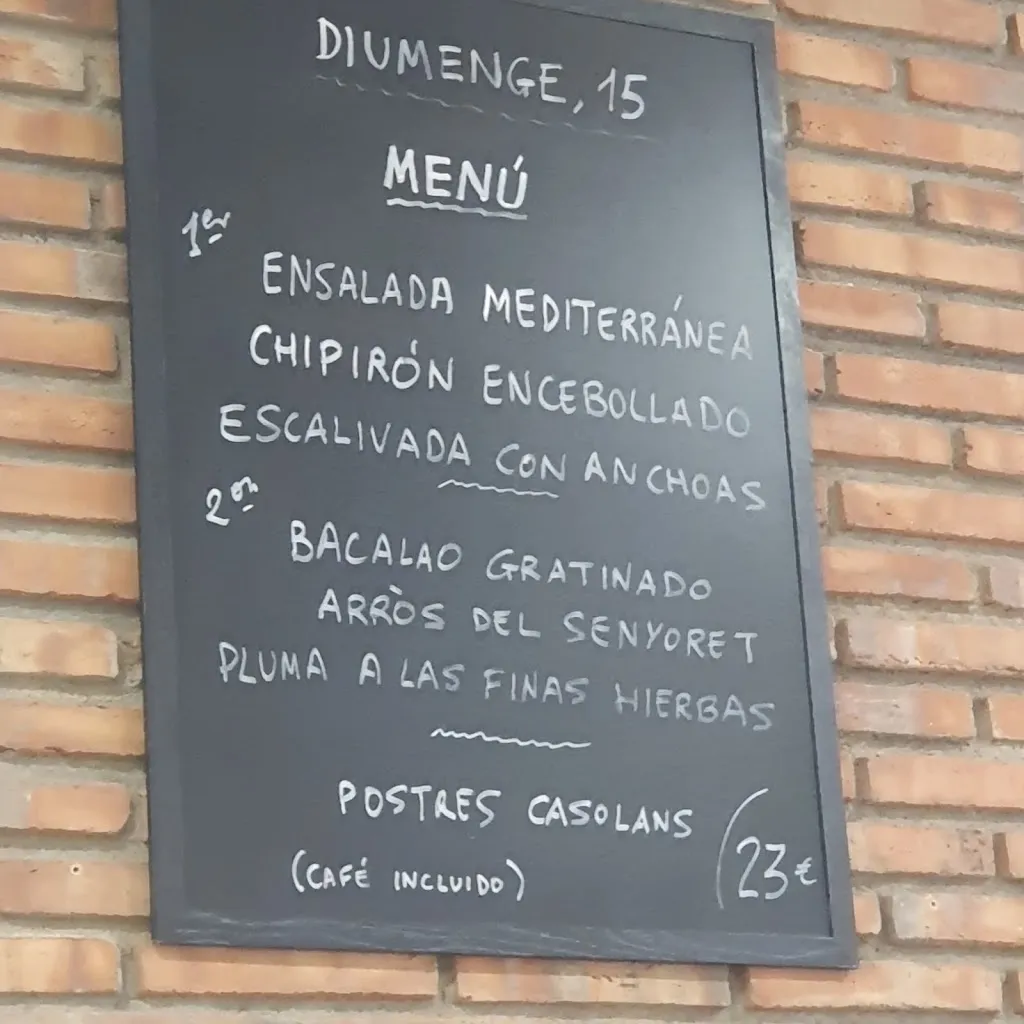 DIUMENGE, 15
MENÚ
1er
ENSALADA MEDITERRÁNEA
CHIPIRÓN ENCEBOLLADO
ESCALIVADA CON ANCHOAS
2on
BACALAO GRATINADO
ARRÒS DEL SENYORET
PLUMA A LAS FINAS HIERBAS
POSTRES CASOLANS
(CAFÉ INCLUIDO)
23€